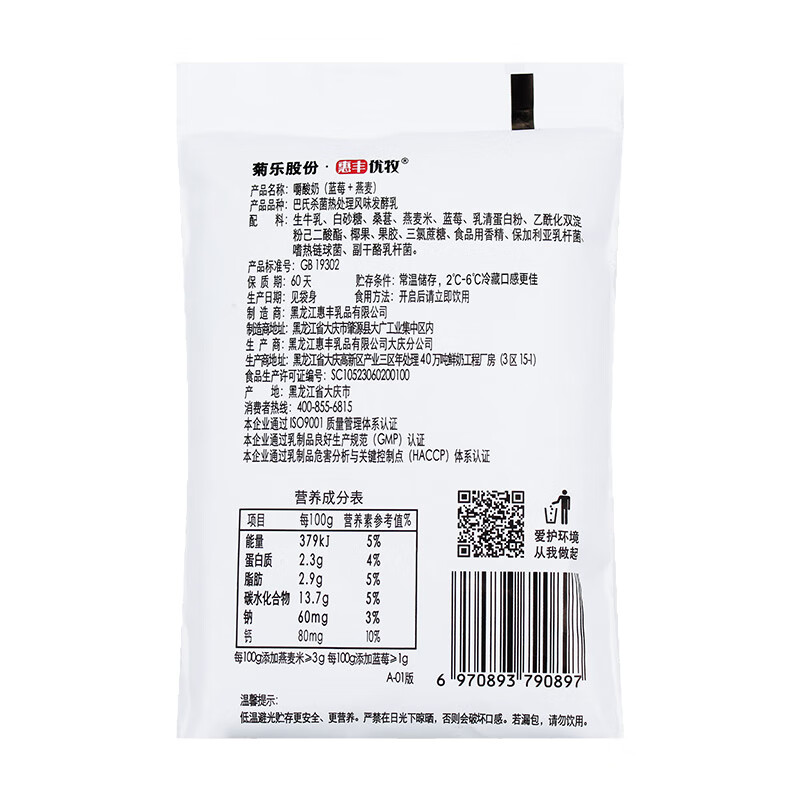 菊乐股份·惠丰优牧®
产品名称：嚼酸奶（蓝莓+燕麦）
产品品种：巴氏杀菌热处理风味发酵乳
配　料：生牛乳、白砂糖、桑葚、燕麦米、蓝莓、乳清蛋白粉、乙酰化双淀
粉己二酸酯、椰果、果胶、三氯蔗糖、食品用香精、保加利亚乳杆菌、
嗜热链球菌、副干酪乳杆菌。
产品标准号：GB 19302
保 质 期：60天 贮存条件：常温储存，2℃-6℃冷藏口感更佳
生产日期：见袋身 食用方法：开启后请立即饮用
制 造 商：黑龙江惠丰乳品有限公司
制造商地址：黑龙江省大庆市肇源县大广工业集中区内
生 产 商：黑龙江惠丰乳品有限公司大庆分公司
生产商地址：黑龙江省大庆高新区产业三区年处理40万吨鲜奶工程厂房（3区15-1）
食品生产许可证编号：SC10523060200100
产　地：黑龙江省大庆市
消费者热线：400-855-6815
本企业通过ISO9001质量管理体系认证
本企业通过乳制品良好生产规范（GMP）认证
本企业通过乳制品危害分析与关键控制点（HACCP）体系认证
营养成分表
项目 每100g 营养素参考值%
能量 379kJ 5%
蛋白质 2.3g 4%
脂肪 2.9g 5%
碳水化合物 13.7g 5%
钠 60mg 3%
钙 80mg 10%
每100g添加燕麦米≥3g 每100g添加蓝莓≥1g
A-01版
爱护环境
从我做起
6 970893 790897
温馨提示：
低温避光贮存更安全、更营养。严禁在日光下晾晒，否则会破坏口感。若漏包，请勿饮用。